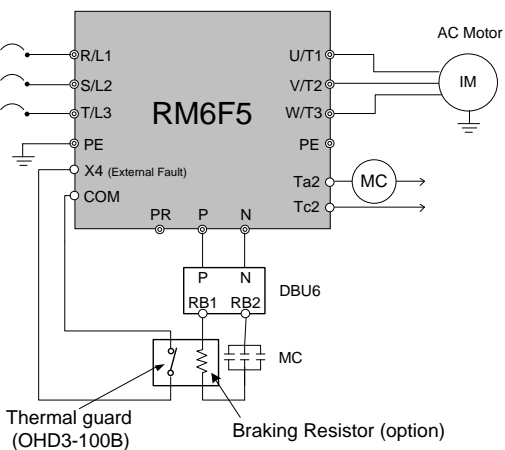 AC Motor
R/L1
U/T1
S/L2
V/T2
IM
T/L3
RM6F5
W/T3
PE
PE
X4 (External Fault)
Ta2
MC
COM
Tc2
PR
P
N
P
N
DBU6
RB1
RB2
MC
Thermal guard
(OHD3-100B)
Braking Resistor (option)